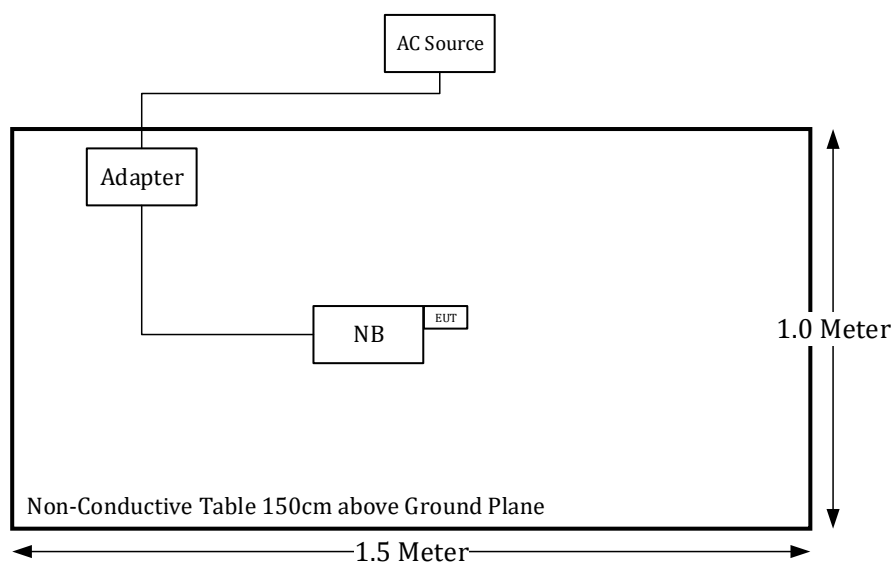 AC Source
Adapter
NB
EUT
1.0 Meter
Non-Conductive Table 150cm above Ground Plane
1.5 Meter